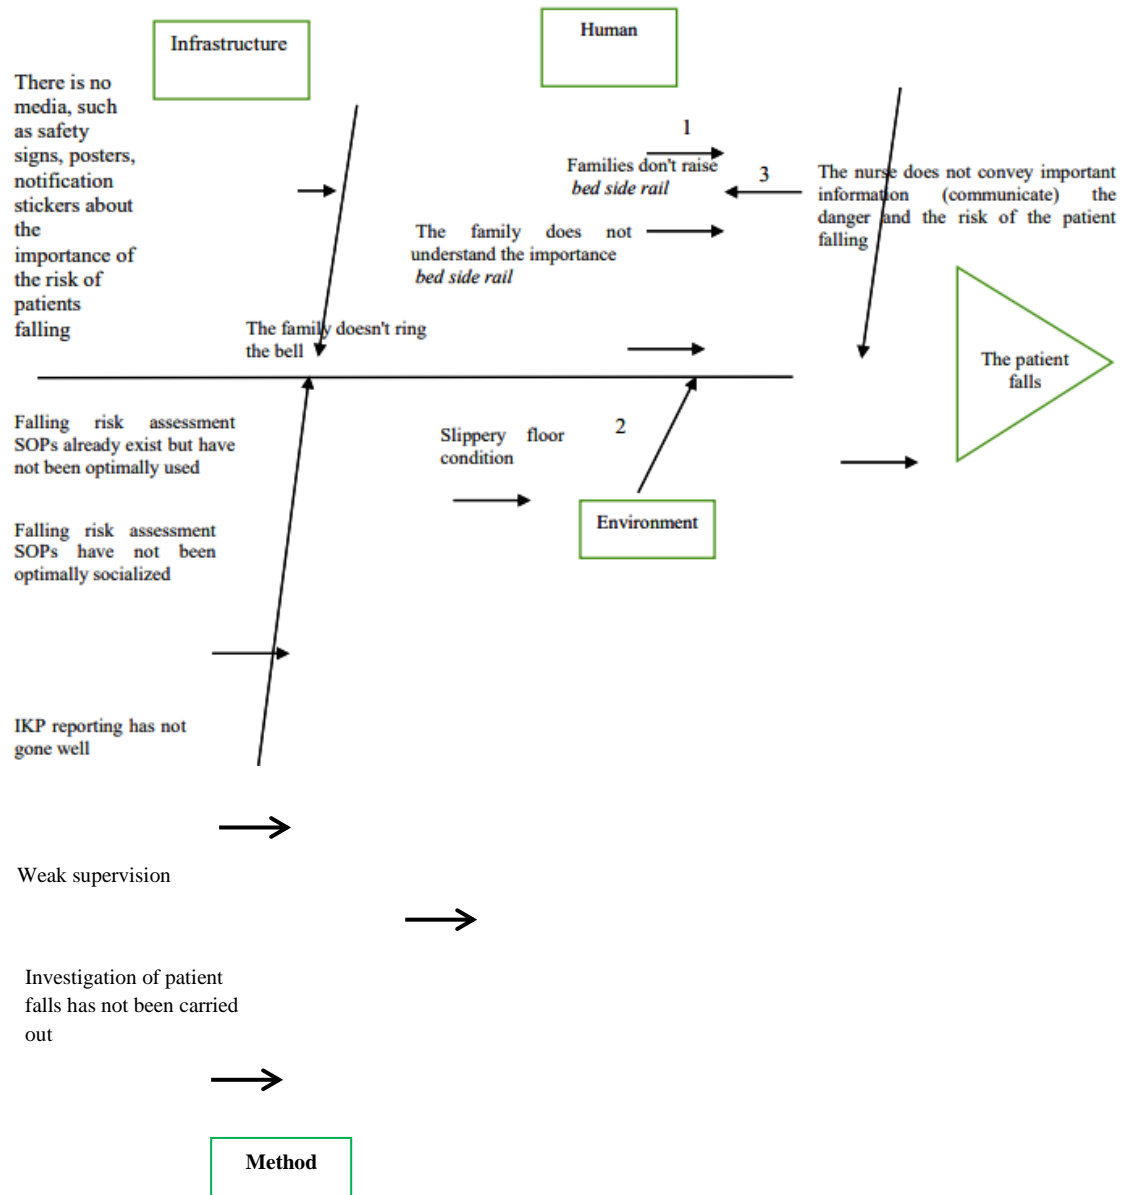 Infrastructure
Human
There is no
media, such
as safety
signs, posters,
notification
stickers about
the
importance of
the risk of
patients
falling
1
Families don't raise
bed side rail
3
The nurse does not convey important
information (communicate) the
danger and the risk of the patient
falling
The family does not
understand the importance
bed side rail
The family doesn't ring
the bell
The patient
falls
Falling risk assessment
SOPs already exist but have
not been optimally used
Slippery floor
condition
2
Environment
Falling risk assessment
SOPs have not been
optimally socialized
IKP reporting has not
gone well
Weak supervision
Investigation of patient
falls has not been carried
out
Method